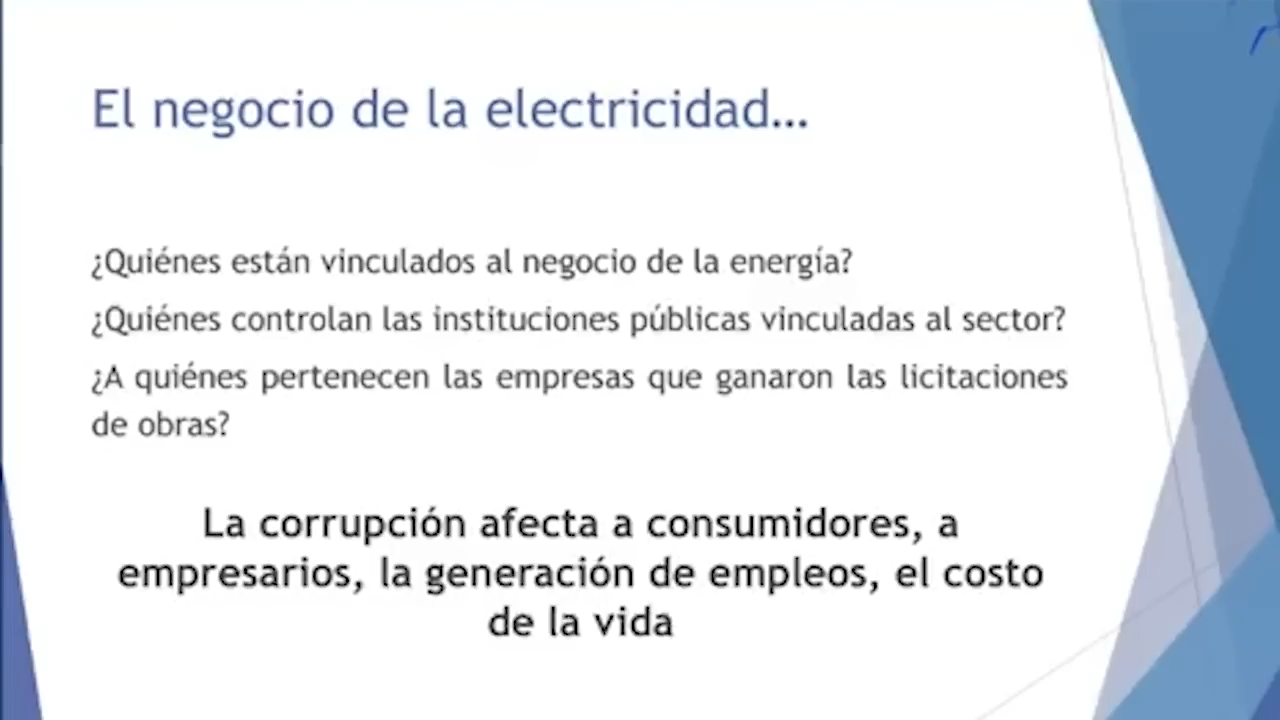 El negocio de la electricidad...
¿Quiénes están vinculados al negocio de la energía?
¿Quiénes controlan las instituciones públicas vinculadas al sector?
¿A quiénes pertenecen las empresas que ganaron las licitaciones
de obras?
La corrupción afecta a consumidores, a
empresarios, la generación de empleos, el costo
de la vida